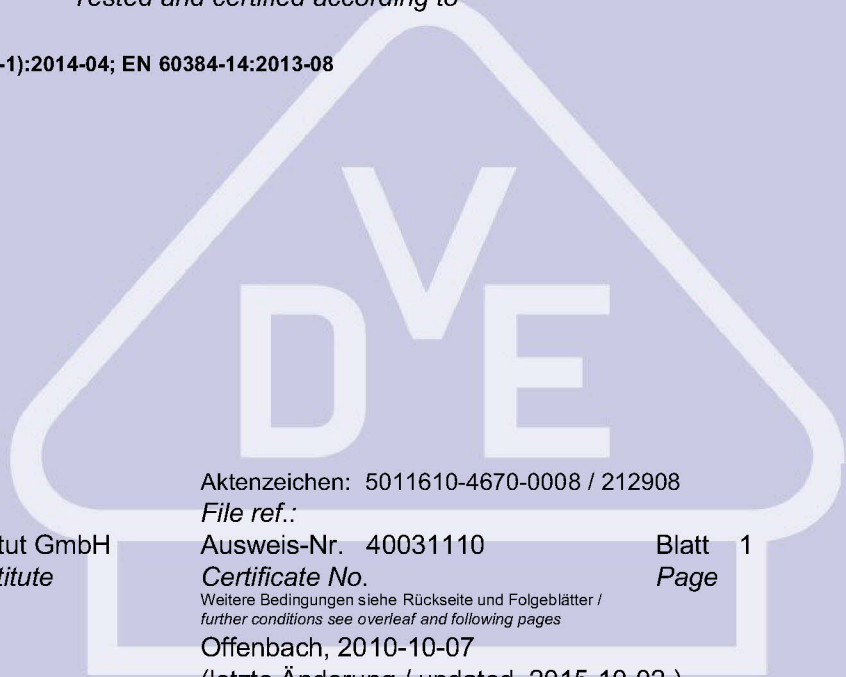 Tested and certified according to
-1):2014-04; EN 60384-14:2013-08
VDE
Aktenzeichen: 5011610-4670-0008 / 212908
File ref.:
tut GmbH Ausweis-Nr. 40031110 Blatt 1
titute Certificate No. Page
Weitere Bedingungen siehe Rückseite und Folgeblätter /
further conditions see overleaf and following pages
Offenbach, 2010-10-07
(letzte Änderung / updated 2015-10-02 )